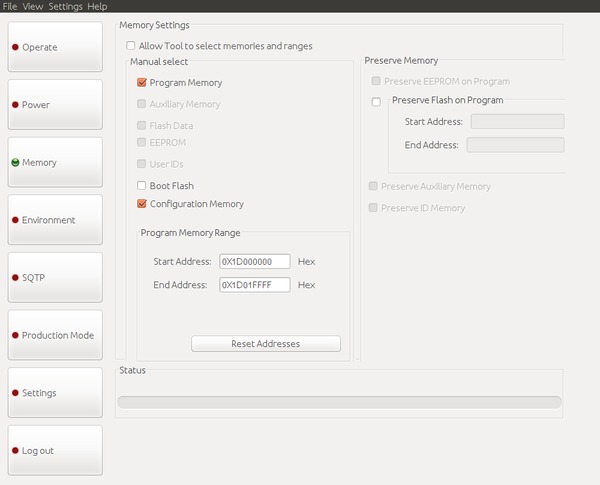 File View Settings Help
Operate
Power
Memory
Environment
SQTP
Production Mode
Settings
Log out
Memory Settings
Allow Tool to select memories and ranges
Manual select
Program Memory
Auxiliary Memory
Flash Data
EEPROM
User IDs
Boot Flash
Configuration Memory
Program Memory Range
Start Address: 0X1D000000 Hex
End Address: 0X1D01FFFF Hex
Reset Addresses
Preserve Memory
Preserve EEPROM on Program
Preserve Flash on Program
Start Address:
End Address:
Preserve Auxiliary Memory
Preserve ID Memory
Status